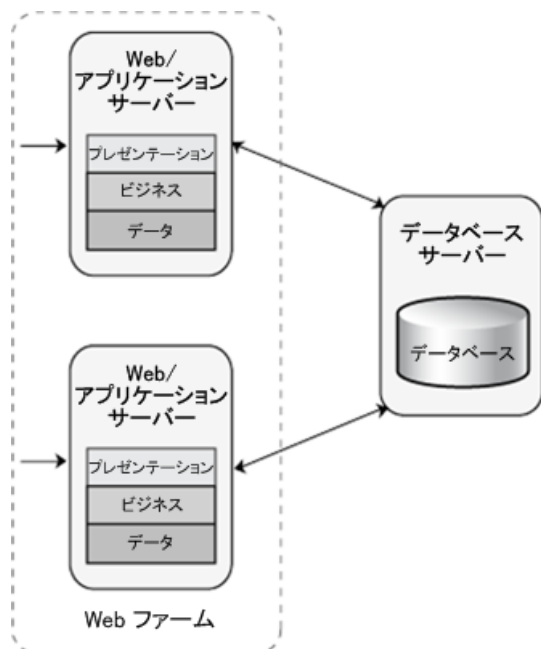 Web/
アプリケーション
サーバー
プレゼンテーション
ビジネス
データ
データベース
サーバー
データベース
Web/
アプリケーション
サーバー
プレゼンテーション
ビジネス
データ
Web ファーム